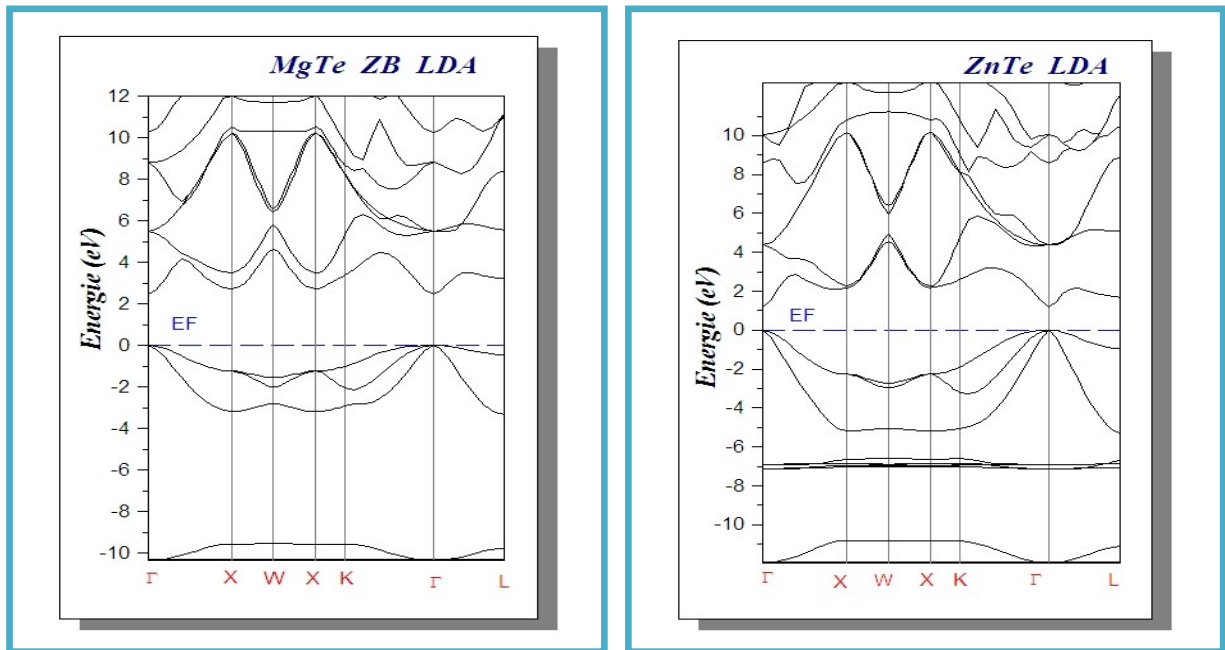 MgTe ZB LDA
Energie (eV)
12
10
8
6
4
2
0
-2
-4
-6
-8
-10
EF
Γ X W X K Γ L
ZnTe LDA
Energie (eV)
10
8
6
4
2
0
-2
-4
-6
-8
-10
EF
Γ X W X K Γ L